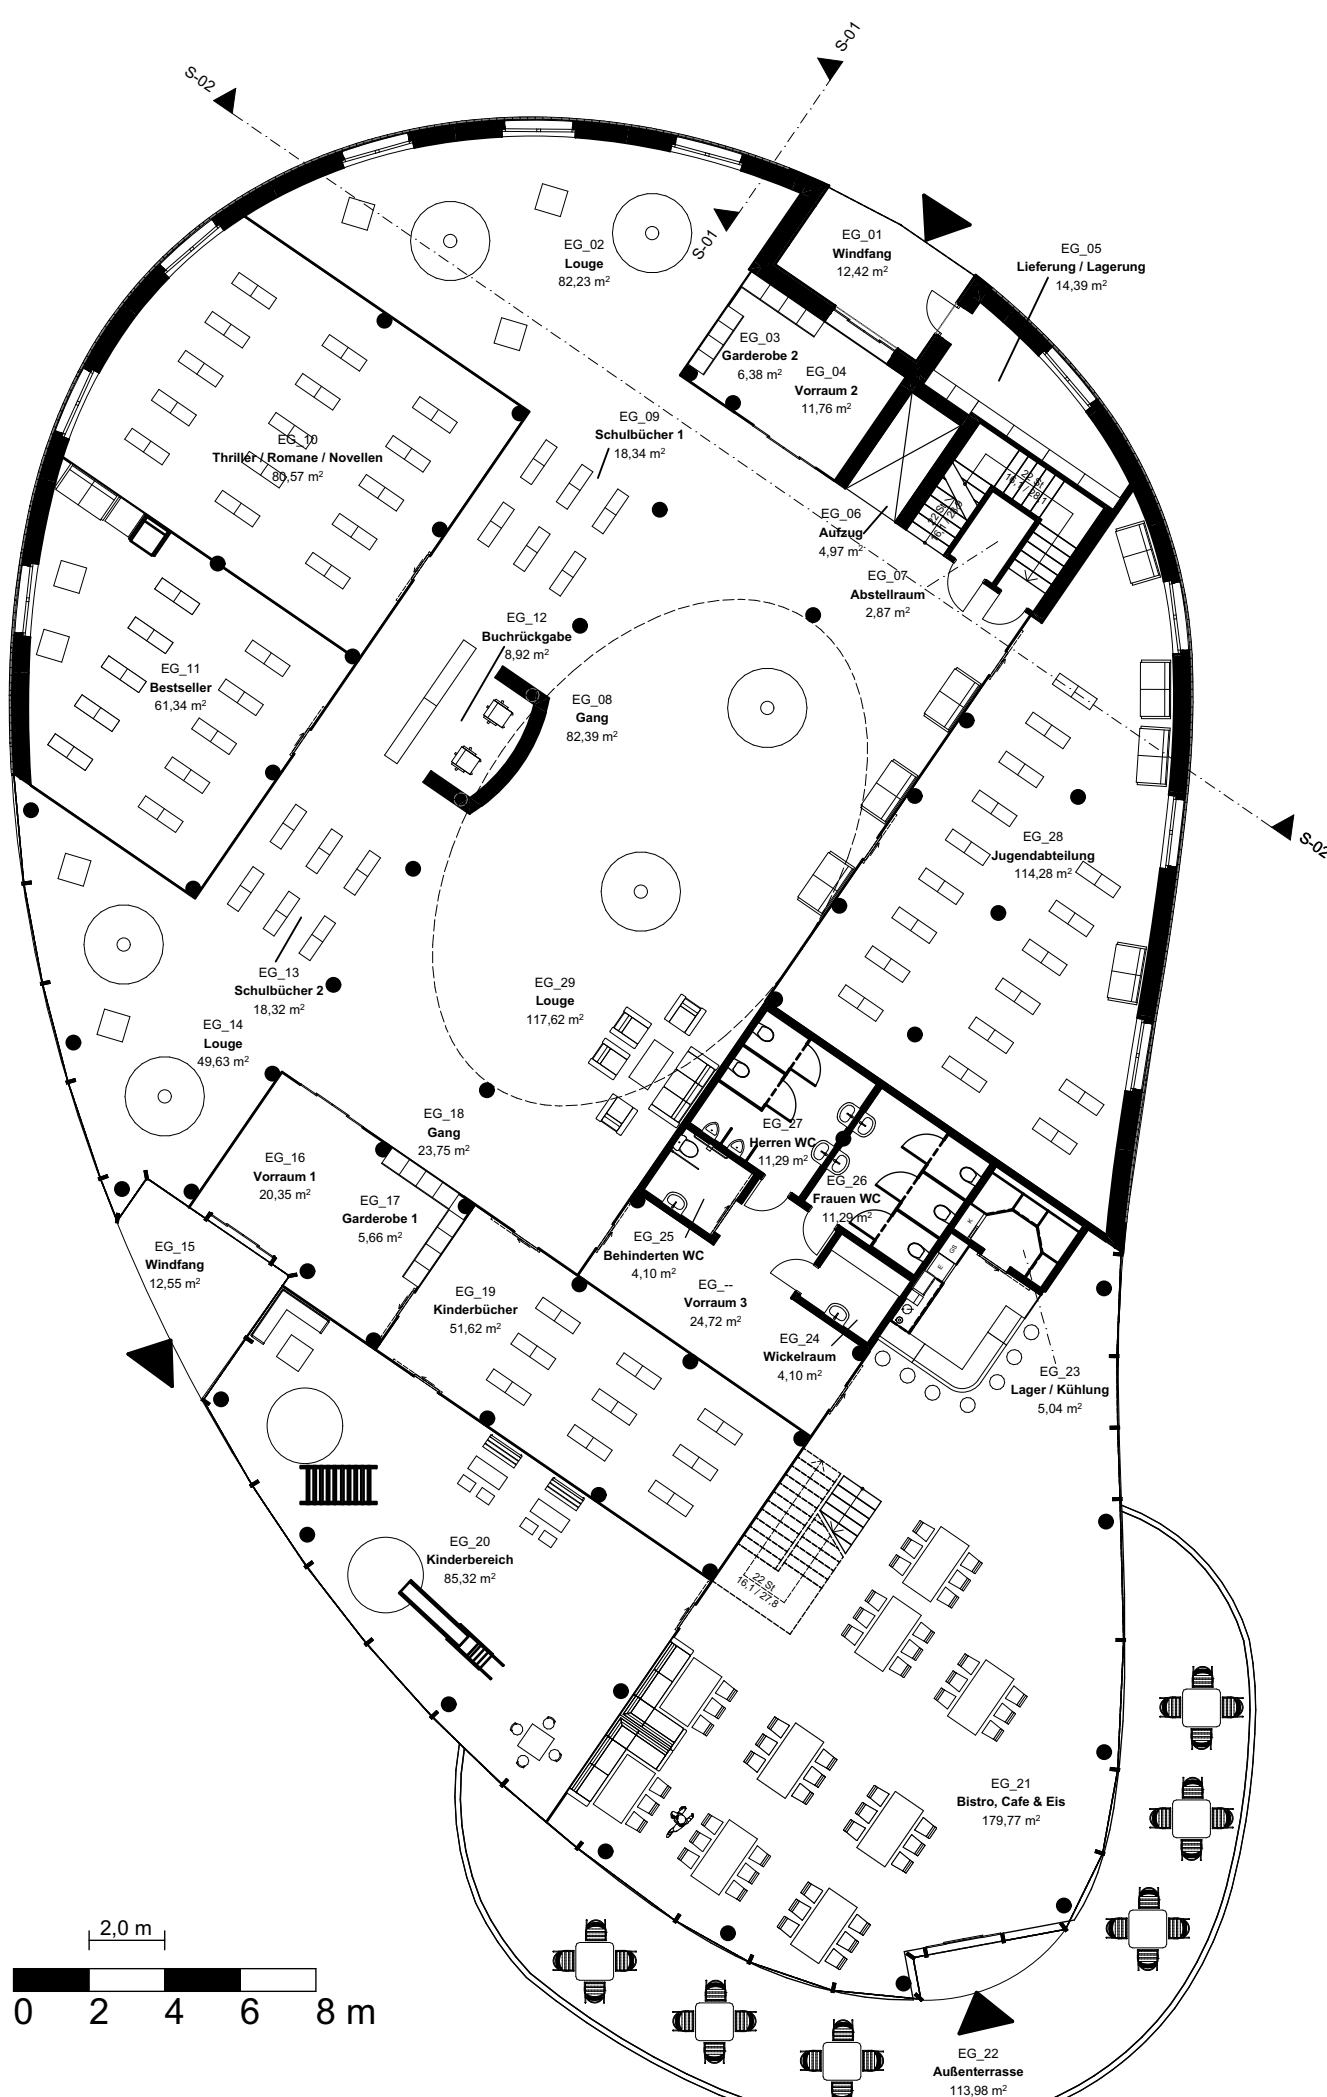 S-01
S-02
EG_01
Windfang
12,42 m²
EG_02
Louge
82,23 m²
S-01
EG_05
Lieferung / Lagerung
14,39 m²
EG_03
Garderobe 2
6,38 m²
EG_04
Vorraum 2
11,76 m²
EG_09
Schulbücher 1
18,34 m²
EG_10
Thriller / Romane / Novellen
80,57 m²
22 St
16,1 / 28,1
22 St
EG_06
Aufzug
4,97 m²
EG_07
Abstellraum
2,87 m²
EG_12
Buchrückgabe
8,92 m²
EG_11
Bestseller
61,34 m²
EG_08
Gang
82,39 m²
S-02
EG_28
Jugendabteilung
114,28 m²
EG_13
Schulbücher 2
18,32 m²
EG_29
Louge
117,62 m²
EG_14
Louge
49,63 m²
EG_18
Gang
23,75 m²
EG_27
Herren WC
11,29 m²
EG_16
Vorraum 1
20,35 m²
EG_17
Garderobe 1
5,66 m²
EG_26
Frauen WC
11,29 m²
K
GS
E
EG_25
Behinderten WC
4,10 m²
EG_15
Windfang
12,55 m²
EG_--
Vorraum 3
24,72 m²
EG_19
Kinderbücher
51,62 m²
EG_24
Wickelraum
4,10 m²
EG_23
Lager / Kühlung
5,04 m²
EG_20
Kinderbereich
85,32 m²
22 St
16,1 / 27,8
EG_21
Bistro, Cafe & Eis
179,77 m²
2,0 m
0 2 4 6 8 m
EG_22
Außenterrasse
113,98 m²